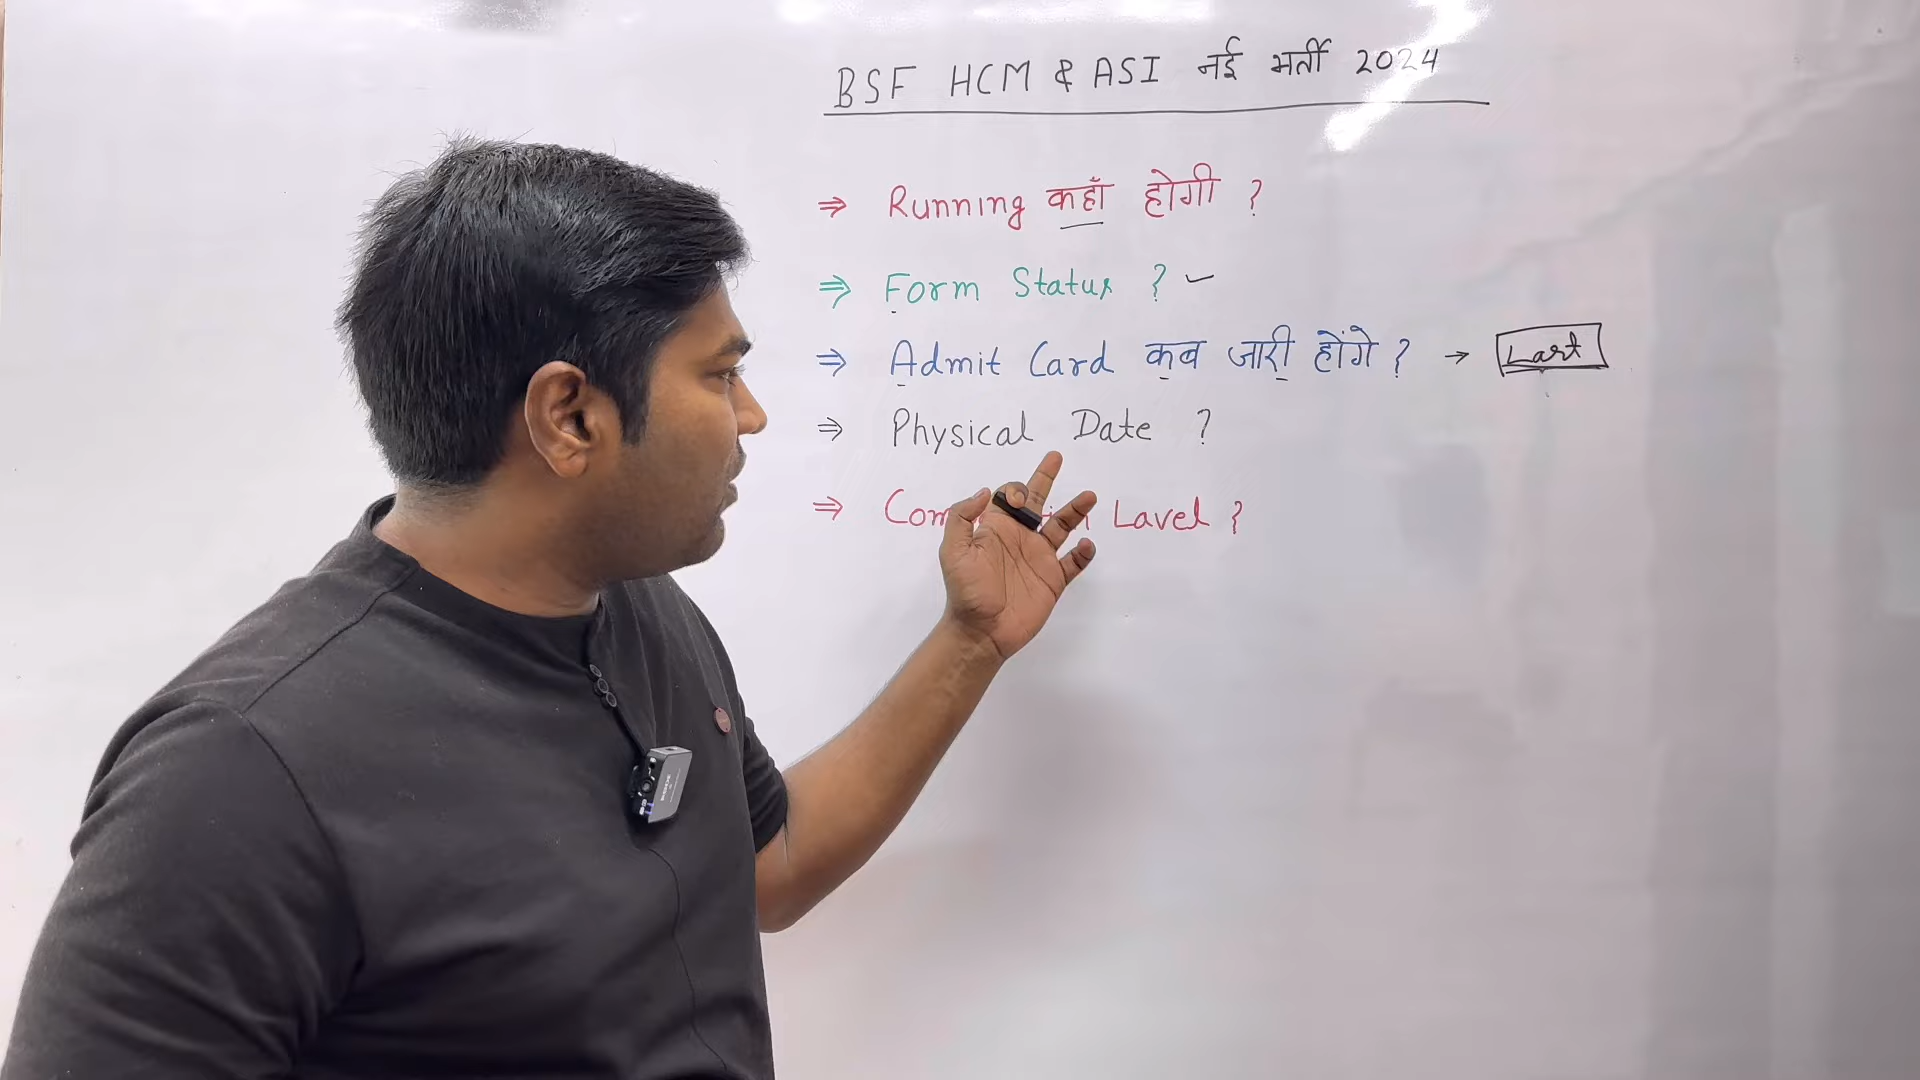 BSF HCM & ASI नई भर्ती 2024
⇒ Running कहाँ होगी ?
⇒ Form Status ? ✓
⇒ Admit Card कब जारी होंगे ? → Last
⇒ Physical Date ?
⇒ Lavel ?